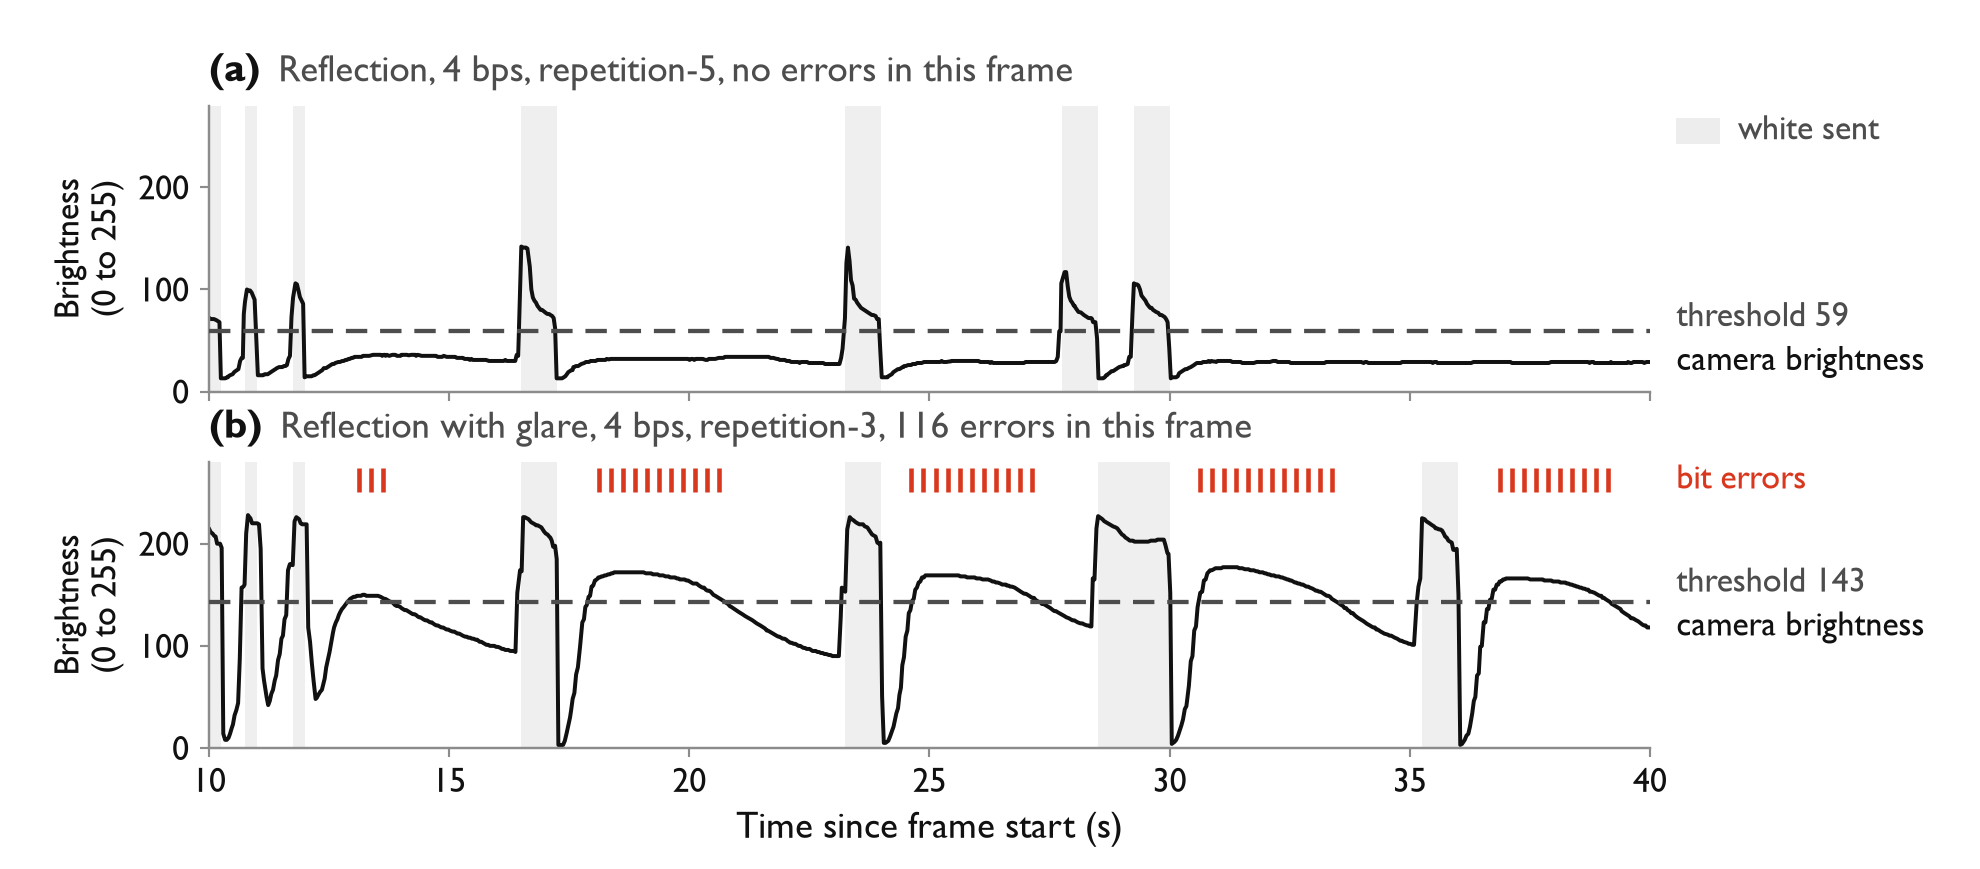 (a) Reflection, 4 bps, repetition-5, no errors in this frame
white sent
Brightness
(0 to 255)
200
100
0
threshold 59
camera brightness
(b) Reflection with glare, 4 bps, repetition-3, 116 errors in this frame
bit errors
Brightness
(0 to 255)
200
100
0
threshold 143
camera brightness
10 15 20 25 30 35 40
Time since frame start (s)